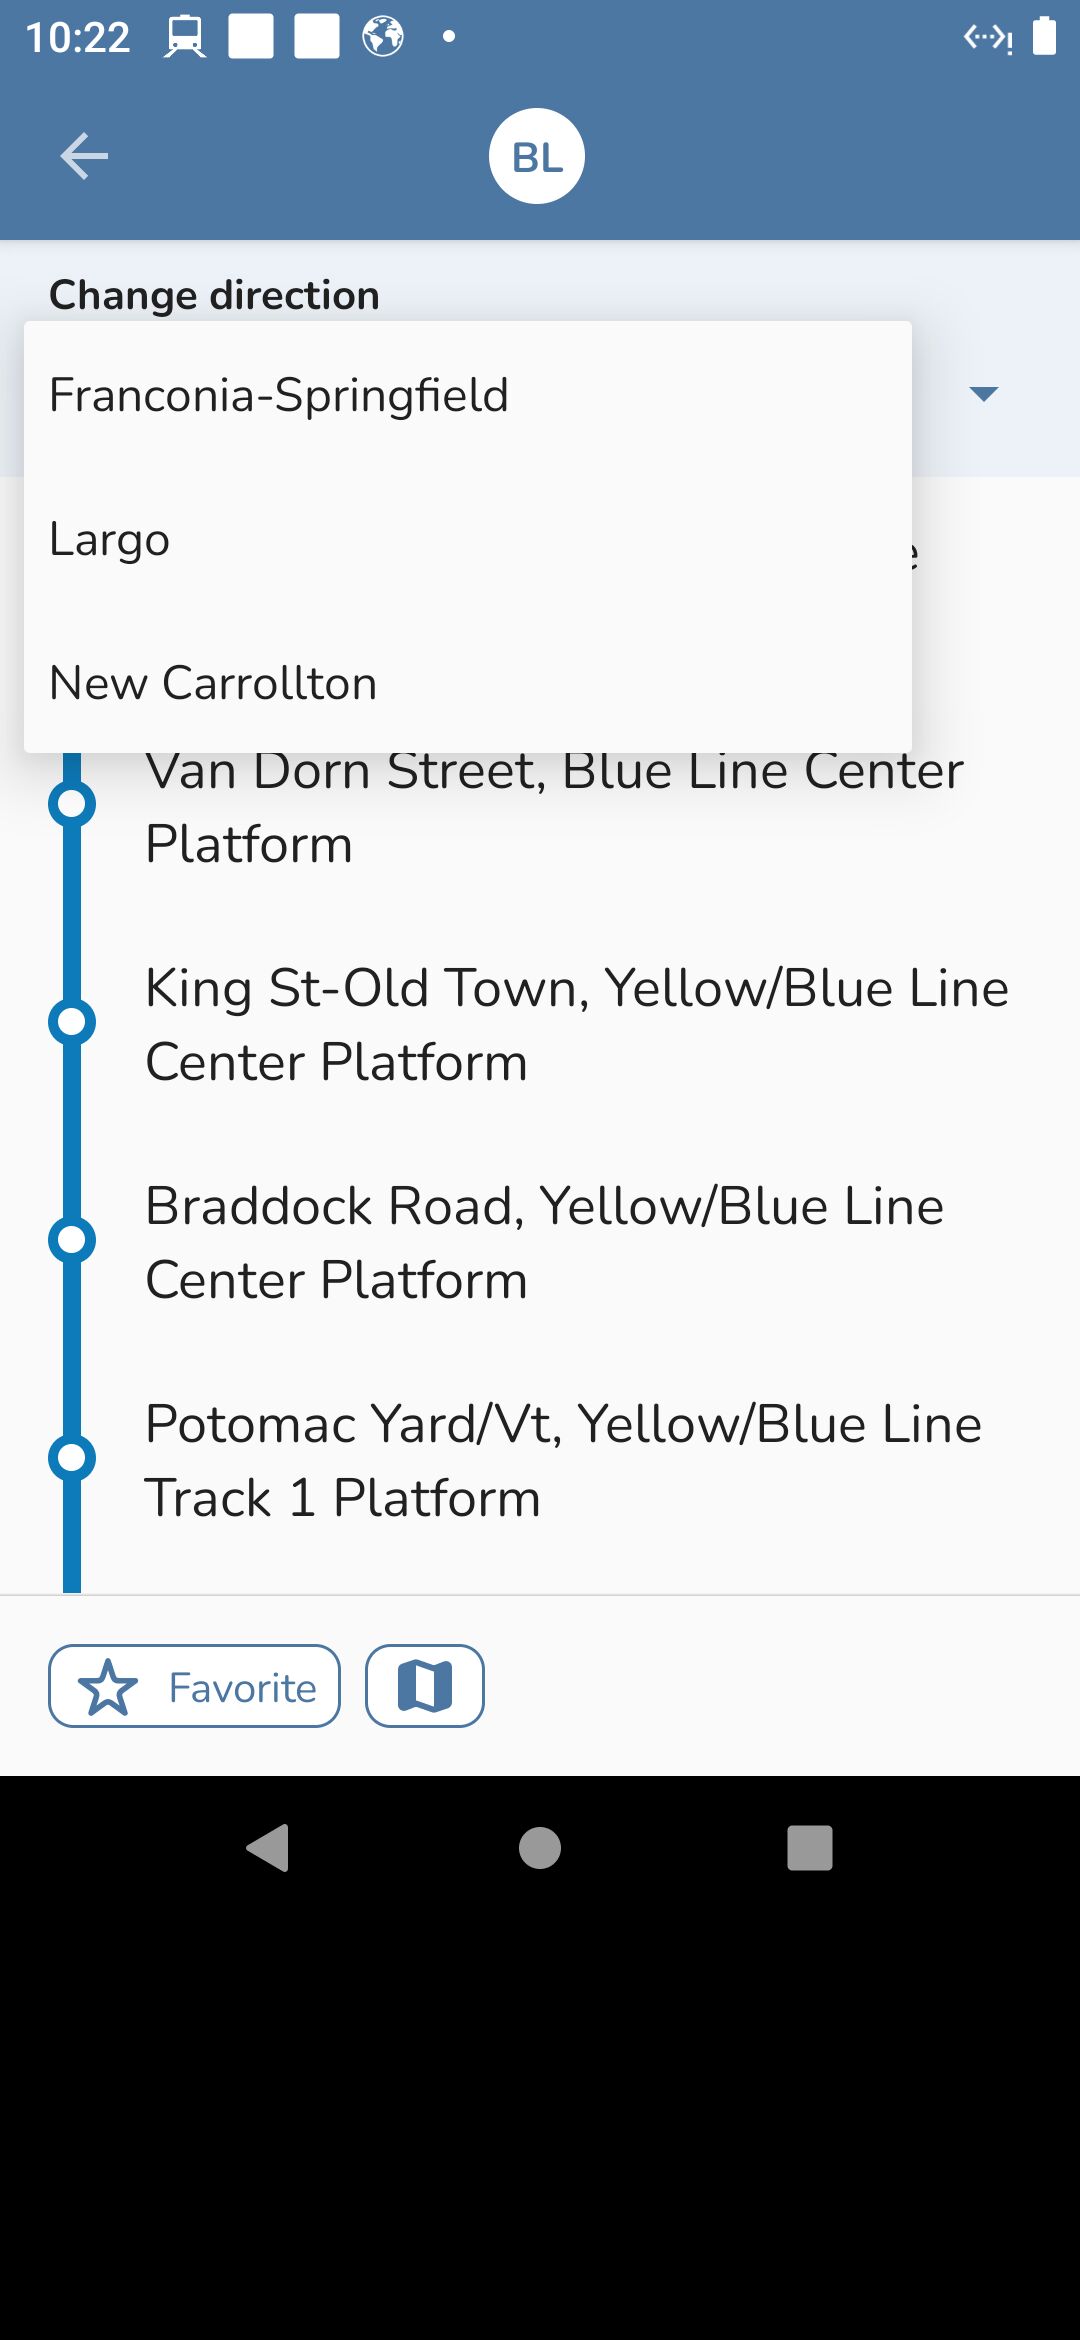 10:22
BL
Change direction
Franconia-Springfield
Largo
New Carrollton
Van Dorn Street, Blue Line Center
Platform
King St-Old Town, Yellow/Blue Line
Center Platform
Braddock Road, Yellow/Blue Line
Center Platform
Potomac Yard/Vt, Yellow/Blue Line
Track 1 Platform
Favorite